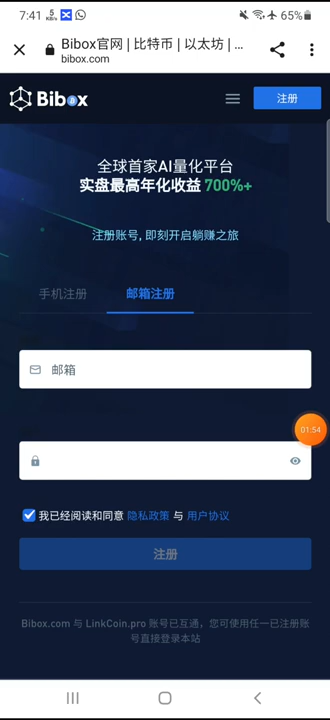 7:41 5 KB/s 65%
Bibox官网 | 比特币 | 以太坊 | ...
bibox.com
Bibox
注册
全球首家AI量化平台
实盘最高年化收益 700%+
注册账号, 即刻开启躺赚之旅
手机注册 邮箱注册
邮箱
01:54
我已经阅读和同意 隐私政策 与 用户协议
注册
Bibox.com 与 LinkCoin.pro 账号已互通，您可使用任一已注册账
号直接登录本站